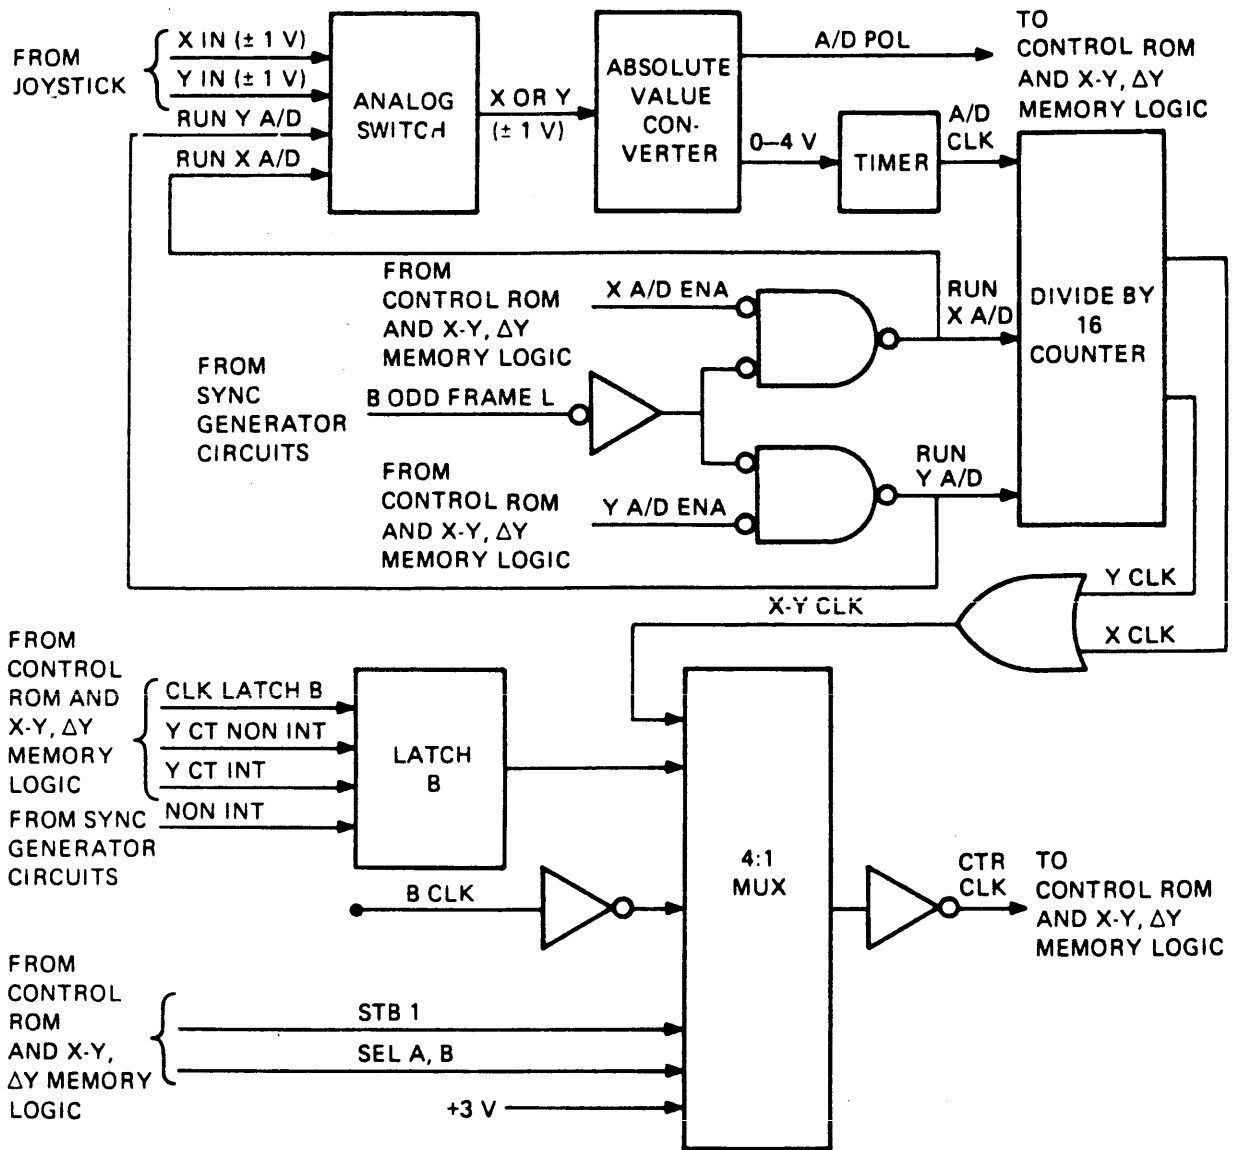 FROM
JOYSTICK
X IN (± 1 V)
Y IN (± 1 V)
RUN Y A/D
RUN X A/D
ANALOG
SWITCH
X OR Y
(± 1 V)
ABSOLUTE
VALUE
CON-
VERTER
A/D POL
TO
CONTROL ROM
AND X-Y, ΔY
MEMORY LOGIC
0–4 V
TIMER
A/D
CLK
DIVIDE BY
16
COUNTER
FROM
CONTROL ROM
AND X-Y, ΔY
MEMORY LOGIC
X A/D ENA
RUN
X A/D
FROM
SYNC
GENERATOR
CIRCUITS
B ODD FRAME L
FROM
CONTROL ROM
AND X-Y, ΔY
MEMORY LOGIC
Y A/D ENA
RUN
Y A/D
Y CLK
X CLK
X-Y CLK
FROM
CONTROL
ROM AND
X-Y, ΔY
MEMORY
LOGIC
CLK LATCH B
Y CT NON INT
Y CT INT
FROM SYNC
GENERATOR
CIRCUITS
NON INT
LATCH
B
B CLK
4:1
MUX
CTR
CLK
TO
CONTROL ROM
AND X-Y, ΔY
MEMORY LOGIC
FROM
CONTROL
ROM
AND X-Y,
ΔY MEMORY
LOGIC
STB 1
SEL A, B
+3 V